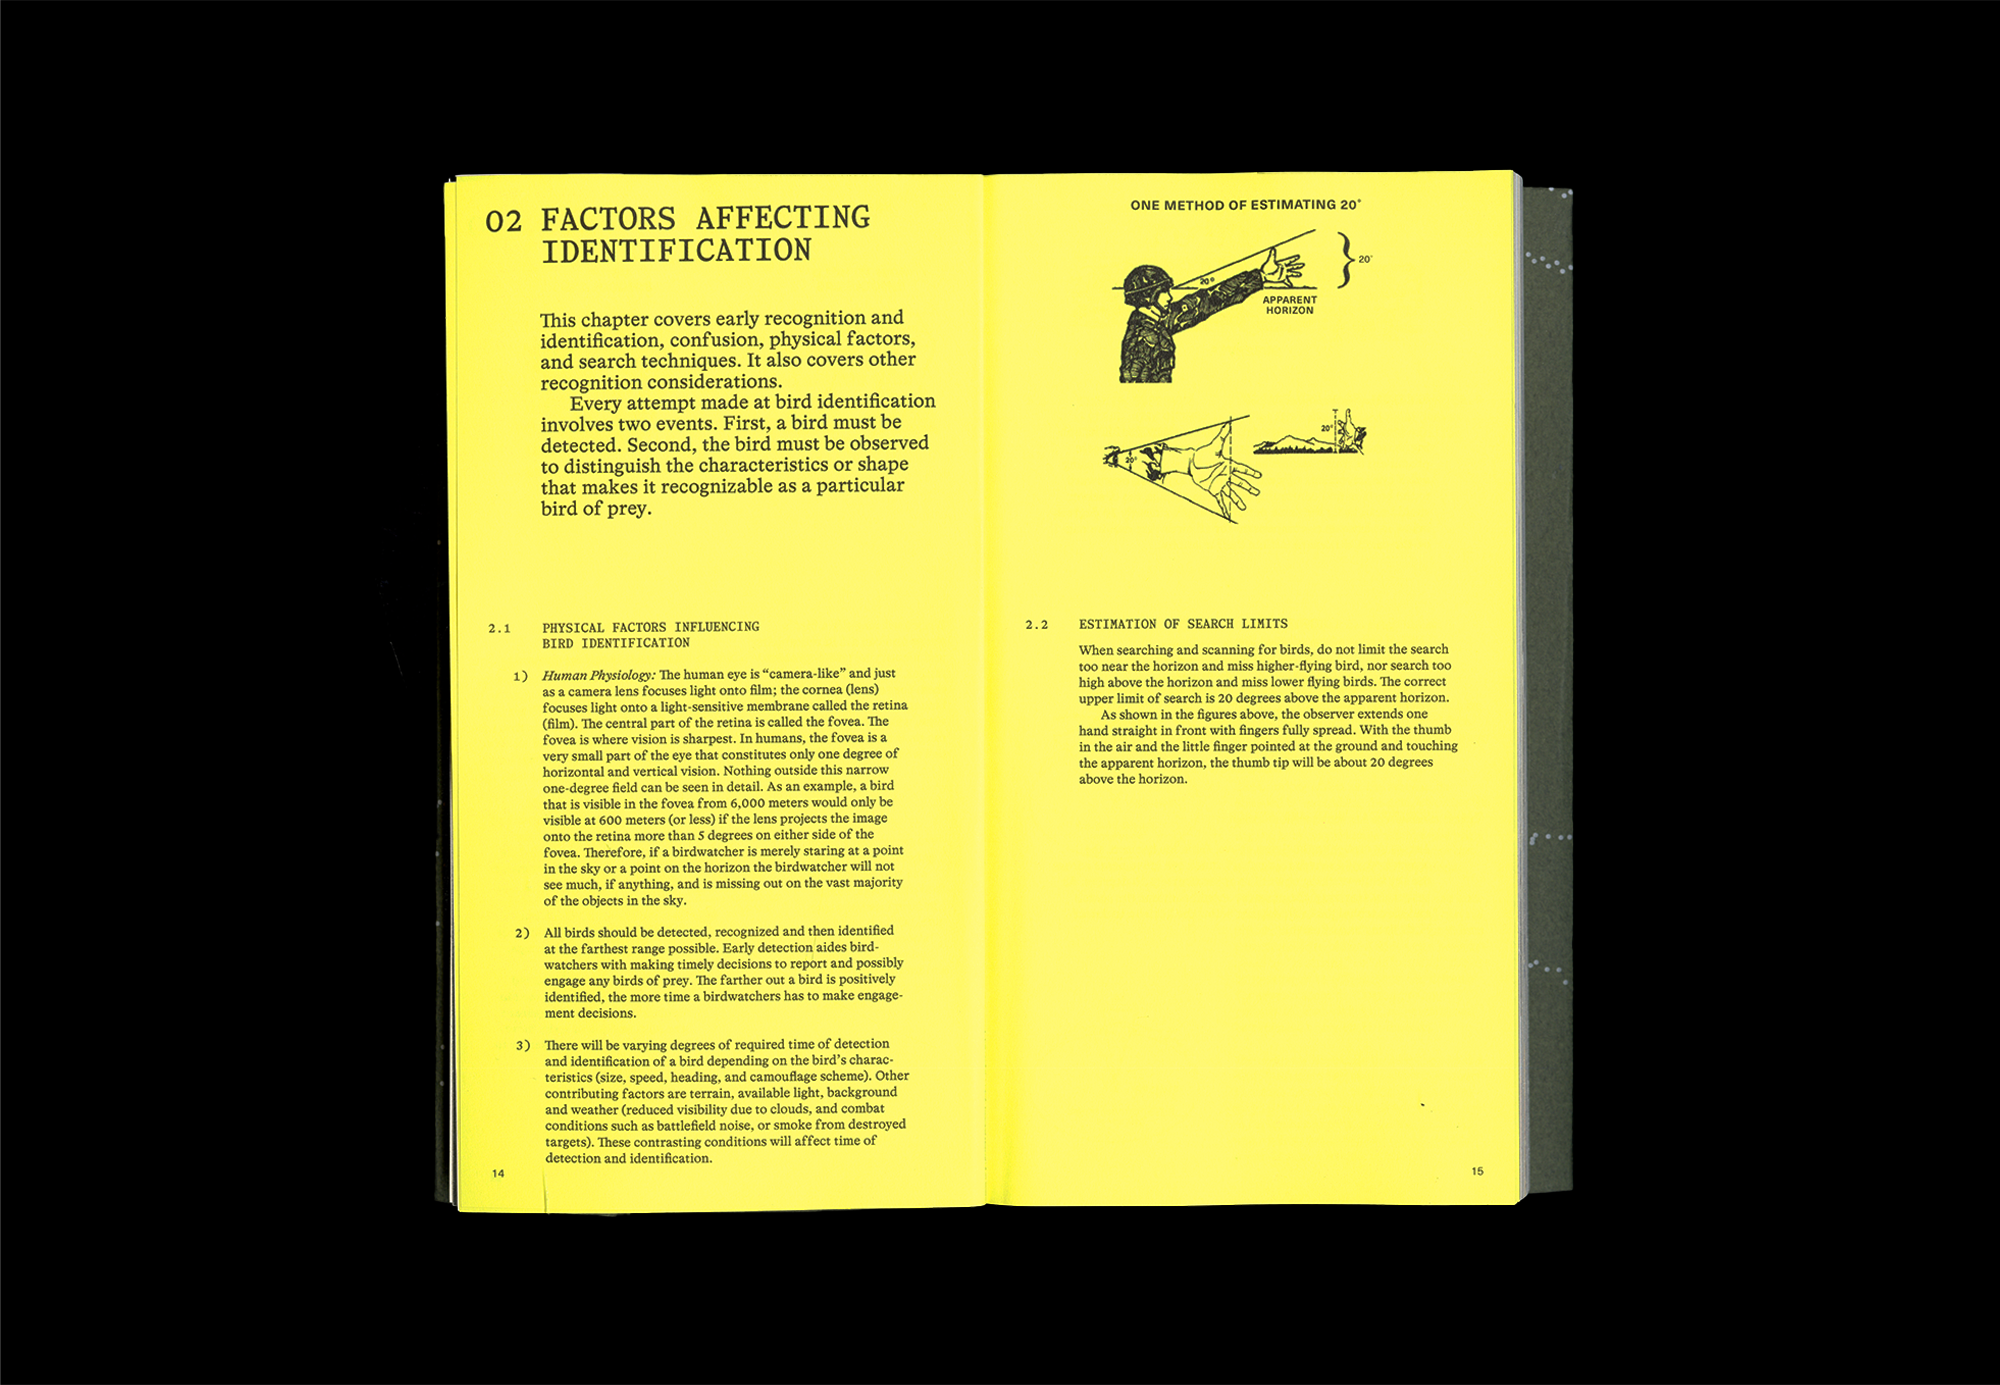 02 FACTORS AFFECTING
IDENTIFICATION
This chapter covers early recognition and
identification, confusion, physical factors,
and search techniques. It also covers other
recognition considerations.
Every attempt made at bird identification
involves two events. First, a bird must be
detected. Second, the bird must be observed
to distinguish the characteristics or shape
that makes it recognizable as a particular
bird of prey.
2.1 PHYSICAL FACTORS INFLUENCING
BIRD IDENTIFICATION
1) Human Physiology: The human eye is “camera-like” and just
as a camera lens focuses light onto film; the cornea (lens)
focuses light onto a light-sensitive membrane called the retina
(film). The central part of the retina is called the fovea. The
fovea is where vision is sharpest. In humans, the fovea is a
very small part of the eye that constitutes only one degree of
horizontal and vertical vision. Nothing outside this narrow
one-degree field can be seen in detail. As an example, a bird
that is visible in the fovea from 6,000 meters would only be
visible at 600 meters (or less) if the lens projects the image
onto the retina more than 5 degrees on either side of the
fovea. Therefore, if a birdwatcher is merely staring at a point
in the sky or a point on the horizon the birdwatcher will not
see much, if anything, and is missing out on the vast majority
of the objects in the sky.
2) All birds should be detected, recognized and then identified
at the farthest range possible. Early detection aides bird-
watchers with making timely decisions to report and possibly
engage any birds of prey. The farther out a bird is positively
identified, the more time a birdwatchers has to make engage-
ment decisions.
3) There will be varying degrees of required time of detection
and identification of a bird depending on the bird’s charac-
teristics (size, speed, heading, and camouflage scheme). Other
contributing factors are terrain, available light, background
and weather (reduced visibility due to clouds, and combat
conditions such as battlefield noise, or smoke from destroyed
targets). These contrasting conditions will affect time of
detection and identification.
14
ONE METHOD OF ESTIMATING 20°
20°
20°
APPARENT
HORIZON
20°
20°
2.2 ESTIMATION OF SEARCH LIMITS
When searching and scanning for birds, do not limit the search
too near the horizon and miss higher-flying bird, nor search too
high above the horizon and miss lower flying birds. The correct
upper limit of search is 20 degrees above the apparent horizon.
As shown in the figures above, the observer extends one
hand straight in front with fingers fully spread. With the thumb
in the air and the little finger pointed at the ground and touching
the apparent horizon, the thumb tip will be about 20 degrees
above the horizon.
15